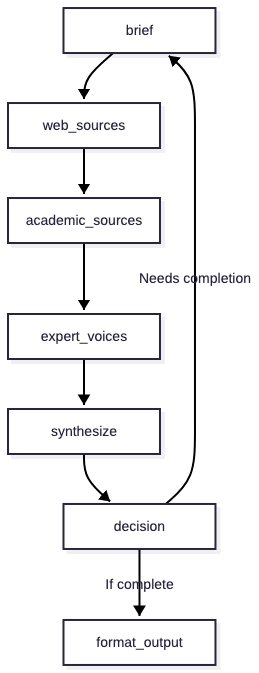 brief
web_sources
academic_sources
Needs completion
expert_voices
synthesize
decision
If complete
format_output